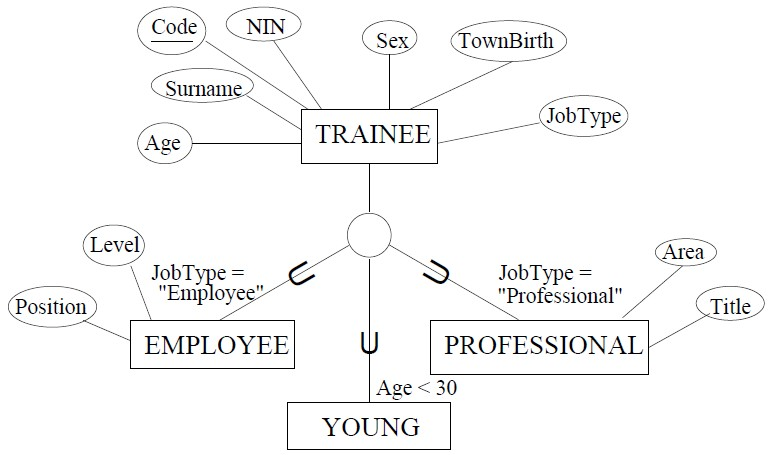 Code
NIN
Sex
TownBirth
Surname
JobType
TRAINEE
Age
Level
JobType =
"Employee"
Position
EMPLOYEE
JobType =
"Professional"
Area
Title
PROFESSIONAL
Age < 30
YOUNG